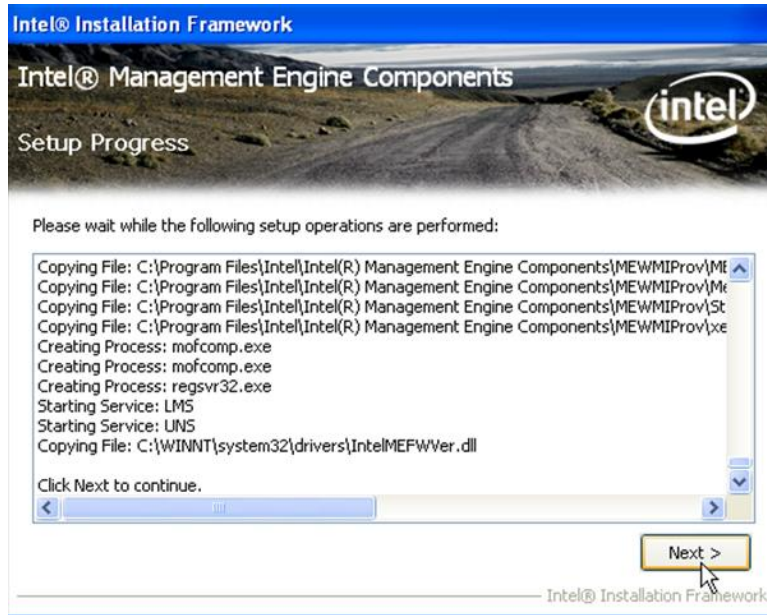 Intel® Installation Framework
Intel® Management Engine Components
intel
Setup Progress
Please wait while the following setup operations are performed:
Copying File: C:\Program Files\Intel\Intel(R) Management Engine Components\MEWMIProv\ME
Copying File: C:\Program Files\Intel\Intel(R) Management Engine Components\MEWMIProv\Me
Copying File: C:\Program Files\Intel\Intel(R) Management Engine Components\MEWMIProv\St
Copying File: C:\Program Files\Intel\Intel(R) Management Engine Components\MEWMIProv\xe
Creating Process: mofcomp.exe
Creating Process: mofcomp.exe
Creating Process: regsvr32.exe
Starting Service: LMS
Starting Service: UNS
Copying File: C:\WINNT\system32\drivers\IntelMEFWVer.dll
Click Next to continue.
Next >
Intel® Installation Framework